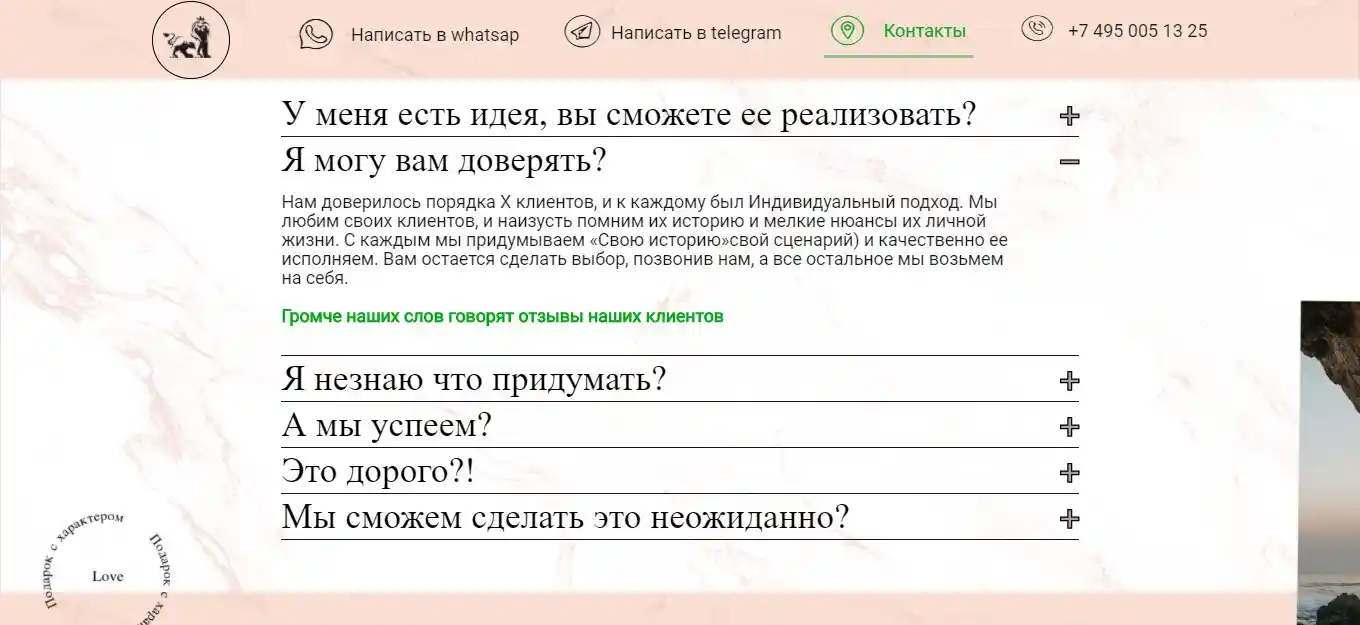 Написать в whatsap
Написать в telegram
Контакты
+7 495 005 13 25
У меня есть идея, вы сможете ее реализовать?
Я могу вам доверять?
Нам доверилось порядка Х клиентов, и к каждому был Индивидуальный подход. Мы
любим своих клиентов, и наизусть помним их историю и мелкие нюансы их личной
жизни. С каждым мы придумываем «Свою историю»свой сценарий) и качественно ее
исполняем. Вам остается сделать выбор, позвонив нам, а все остальное мы возьмем
на себя.
Громче наших слов говорят отзывы наших клиентов
Я незнаю что придумать?
А мы успеем?
Это дорого?!
Мы сможем сделать это неожиданно?
Подарок с характером
Подарок с
Love